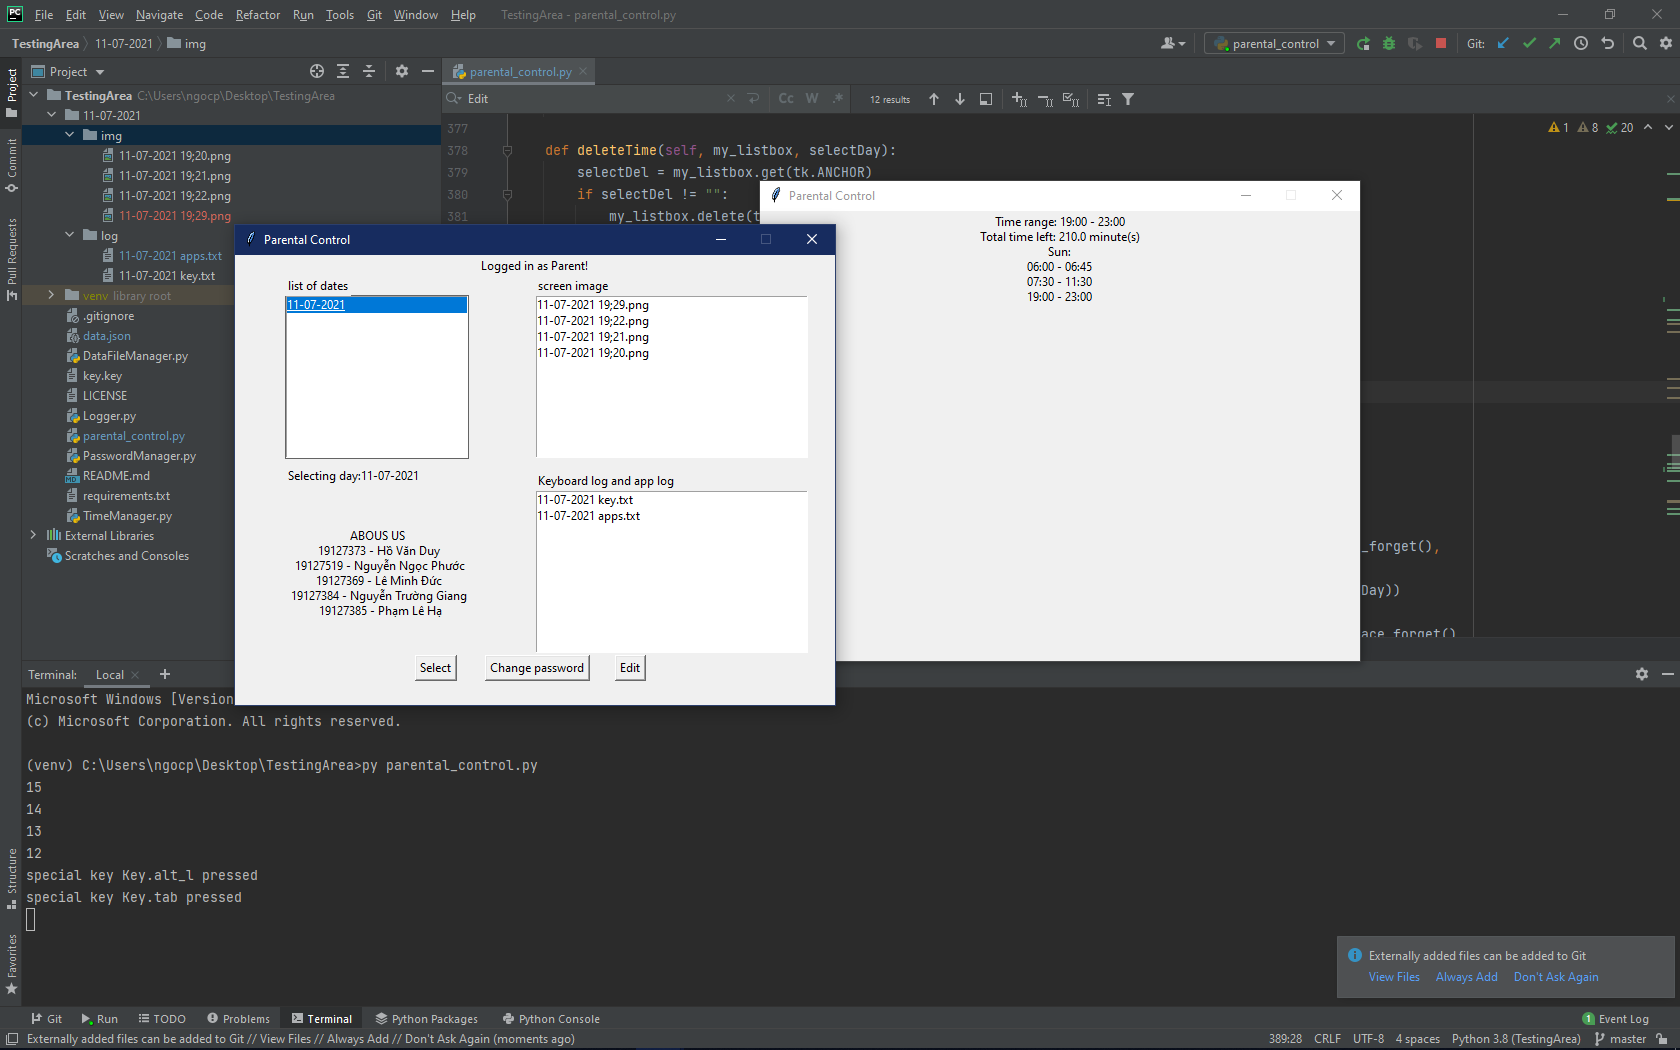 File Edit View Navigate Code Refactor Run Tools Git Window Help TestingArea - parental_control.py
TestingArea 11-07-2021 img
parental_control
Git:
Project
parental_control.py
TestingArea C:\Users\ngocp\Desktop\TestingArea
11-07-2021
img
11-07-2021 19;20.png
11-07-2021 19;21.png
11-07-2021 19;22.png
11-07-2021 19;29.png
log
11-07-2021 apps.txt
11-07-2021 key.txt
venv library root
.gitignore
data.json
DataFileManager.py
key.key
LICENSE
Logger.py
parental_control.py
PasswordManager.py
README.md
requirements.txt
TimeManager.py
External Libraries
Scratches and Consoles
Project
Commit
Pull Requests
Structure
Favorites
Edit
Cc W .*
12 results
1 8 20
377
378 def deleteTime(self, my_listbox, selectDay):
379 selectDel = my_listbox.get(tk.ANCHOR)
380 if selectDel != "":
381 my_listbox.delete(t
_forget(),
Day))
ace_forget()
Parental Control
Time range: 19:00 - 23:00
Total time left: 210.0 minute(s)
Sun:
06:00 - 06:45
07:30 - 11:30
19:00 - 23:00
Parental Control
Logged in as Parent!
list of dates
11-07-2021
Selecting day:11-07-2021
screen image
11-07-2021 19;29.png
11-07-2021 19;22.png
11-07-2021 19;21.png
11-07-2021 19;20.png
Keyboard log and app log
11-07-2021 key.txt
11-07-2021 apps.txt
ABOUS US
19127373 - Hồ Văn Duy
19127519 - Nguyễn Ngọc Phước
19127369 - Lê Minh Đức
19127384 - Nguyễn Trường Giang
19127385 - Phạm Lê Hạ
Select Change password Edit
Terminal: Local
Microsoft Windows [Version
(c) Microsoft Corporation. All rights reserved.
(venv) C:\Users\ngocp\Desktop\TestingArea>py parental_control.py
15
14
13
12
special key Key.alt_l pressed
special key Key.tab pressed
Externally added files can be added to Git
View Files Always Add Don't Ask Again
Git Run TODO Problems Terminal Python Packages Python Console
1 Event Log
Externally added files can be added to Git // View Files // Always Add // Don't Ask Again (moments ago)
389:28 CRLF UTF-8 4 spaces Python 3.8 (TestingArea) master